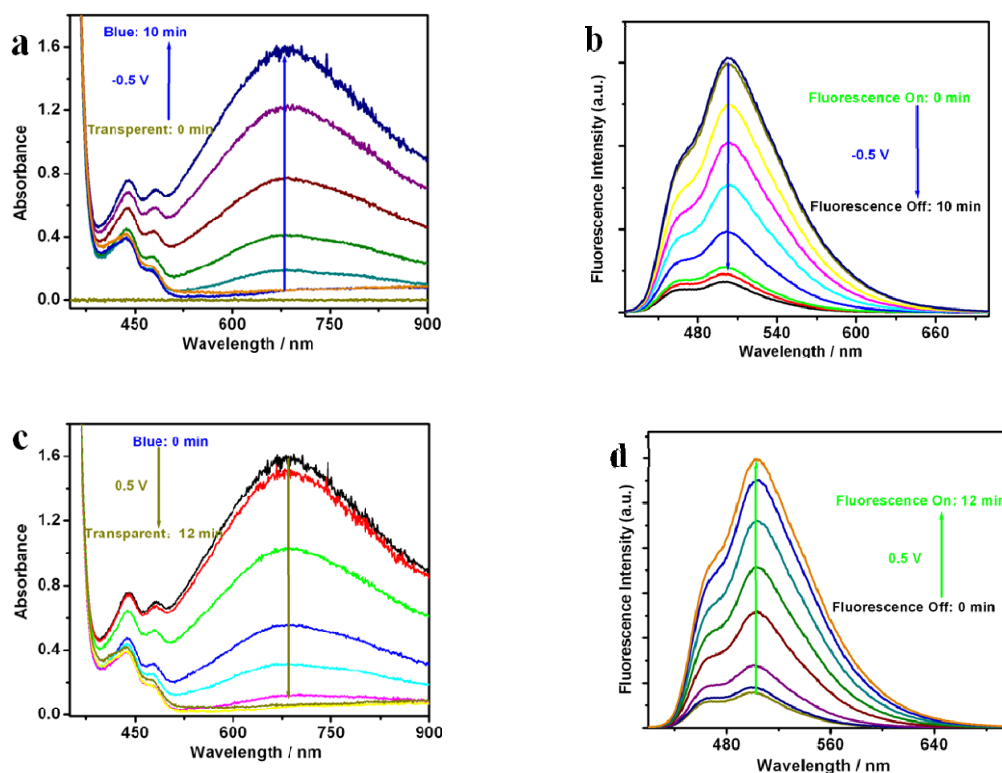 a
Blue: 10 min
-0.5 V
Transperent: 0 min
1.6
1.2
0.8
0.4
0.0
Absorbance
450
600
750
900
Wavelength / nm
b
Fluorescence On: 0 min
-0.5 V
Fluorescence Off: 10 min
Fluorescence Intensity (a.u.)
480
540
600
660
Wavelength / nm
c
Blue: 0 min
0.5 V
Transparent: 12 min
1.6
1.2
0.8
0.4
0.0
Absorbance
450
600
750
900
Wavelength / nm
d
Fluorescence On: 12 min
0.5 V
Fluorescence Off: 0 min
Fluorescence Intensity (a.u.)
480
560
640
Wavelength / nm